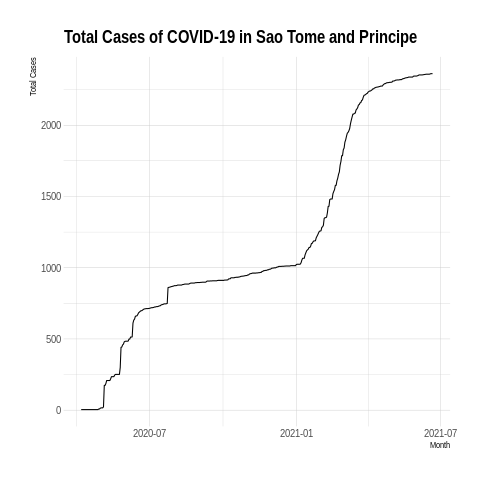 Total Cases of COVID-19 in Sao Tome and Principe
Total Cases
2000
1500
1000
500
0
2020-07
2021-01
2021-07
Month